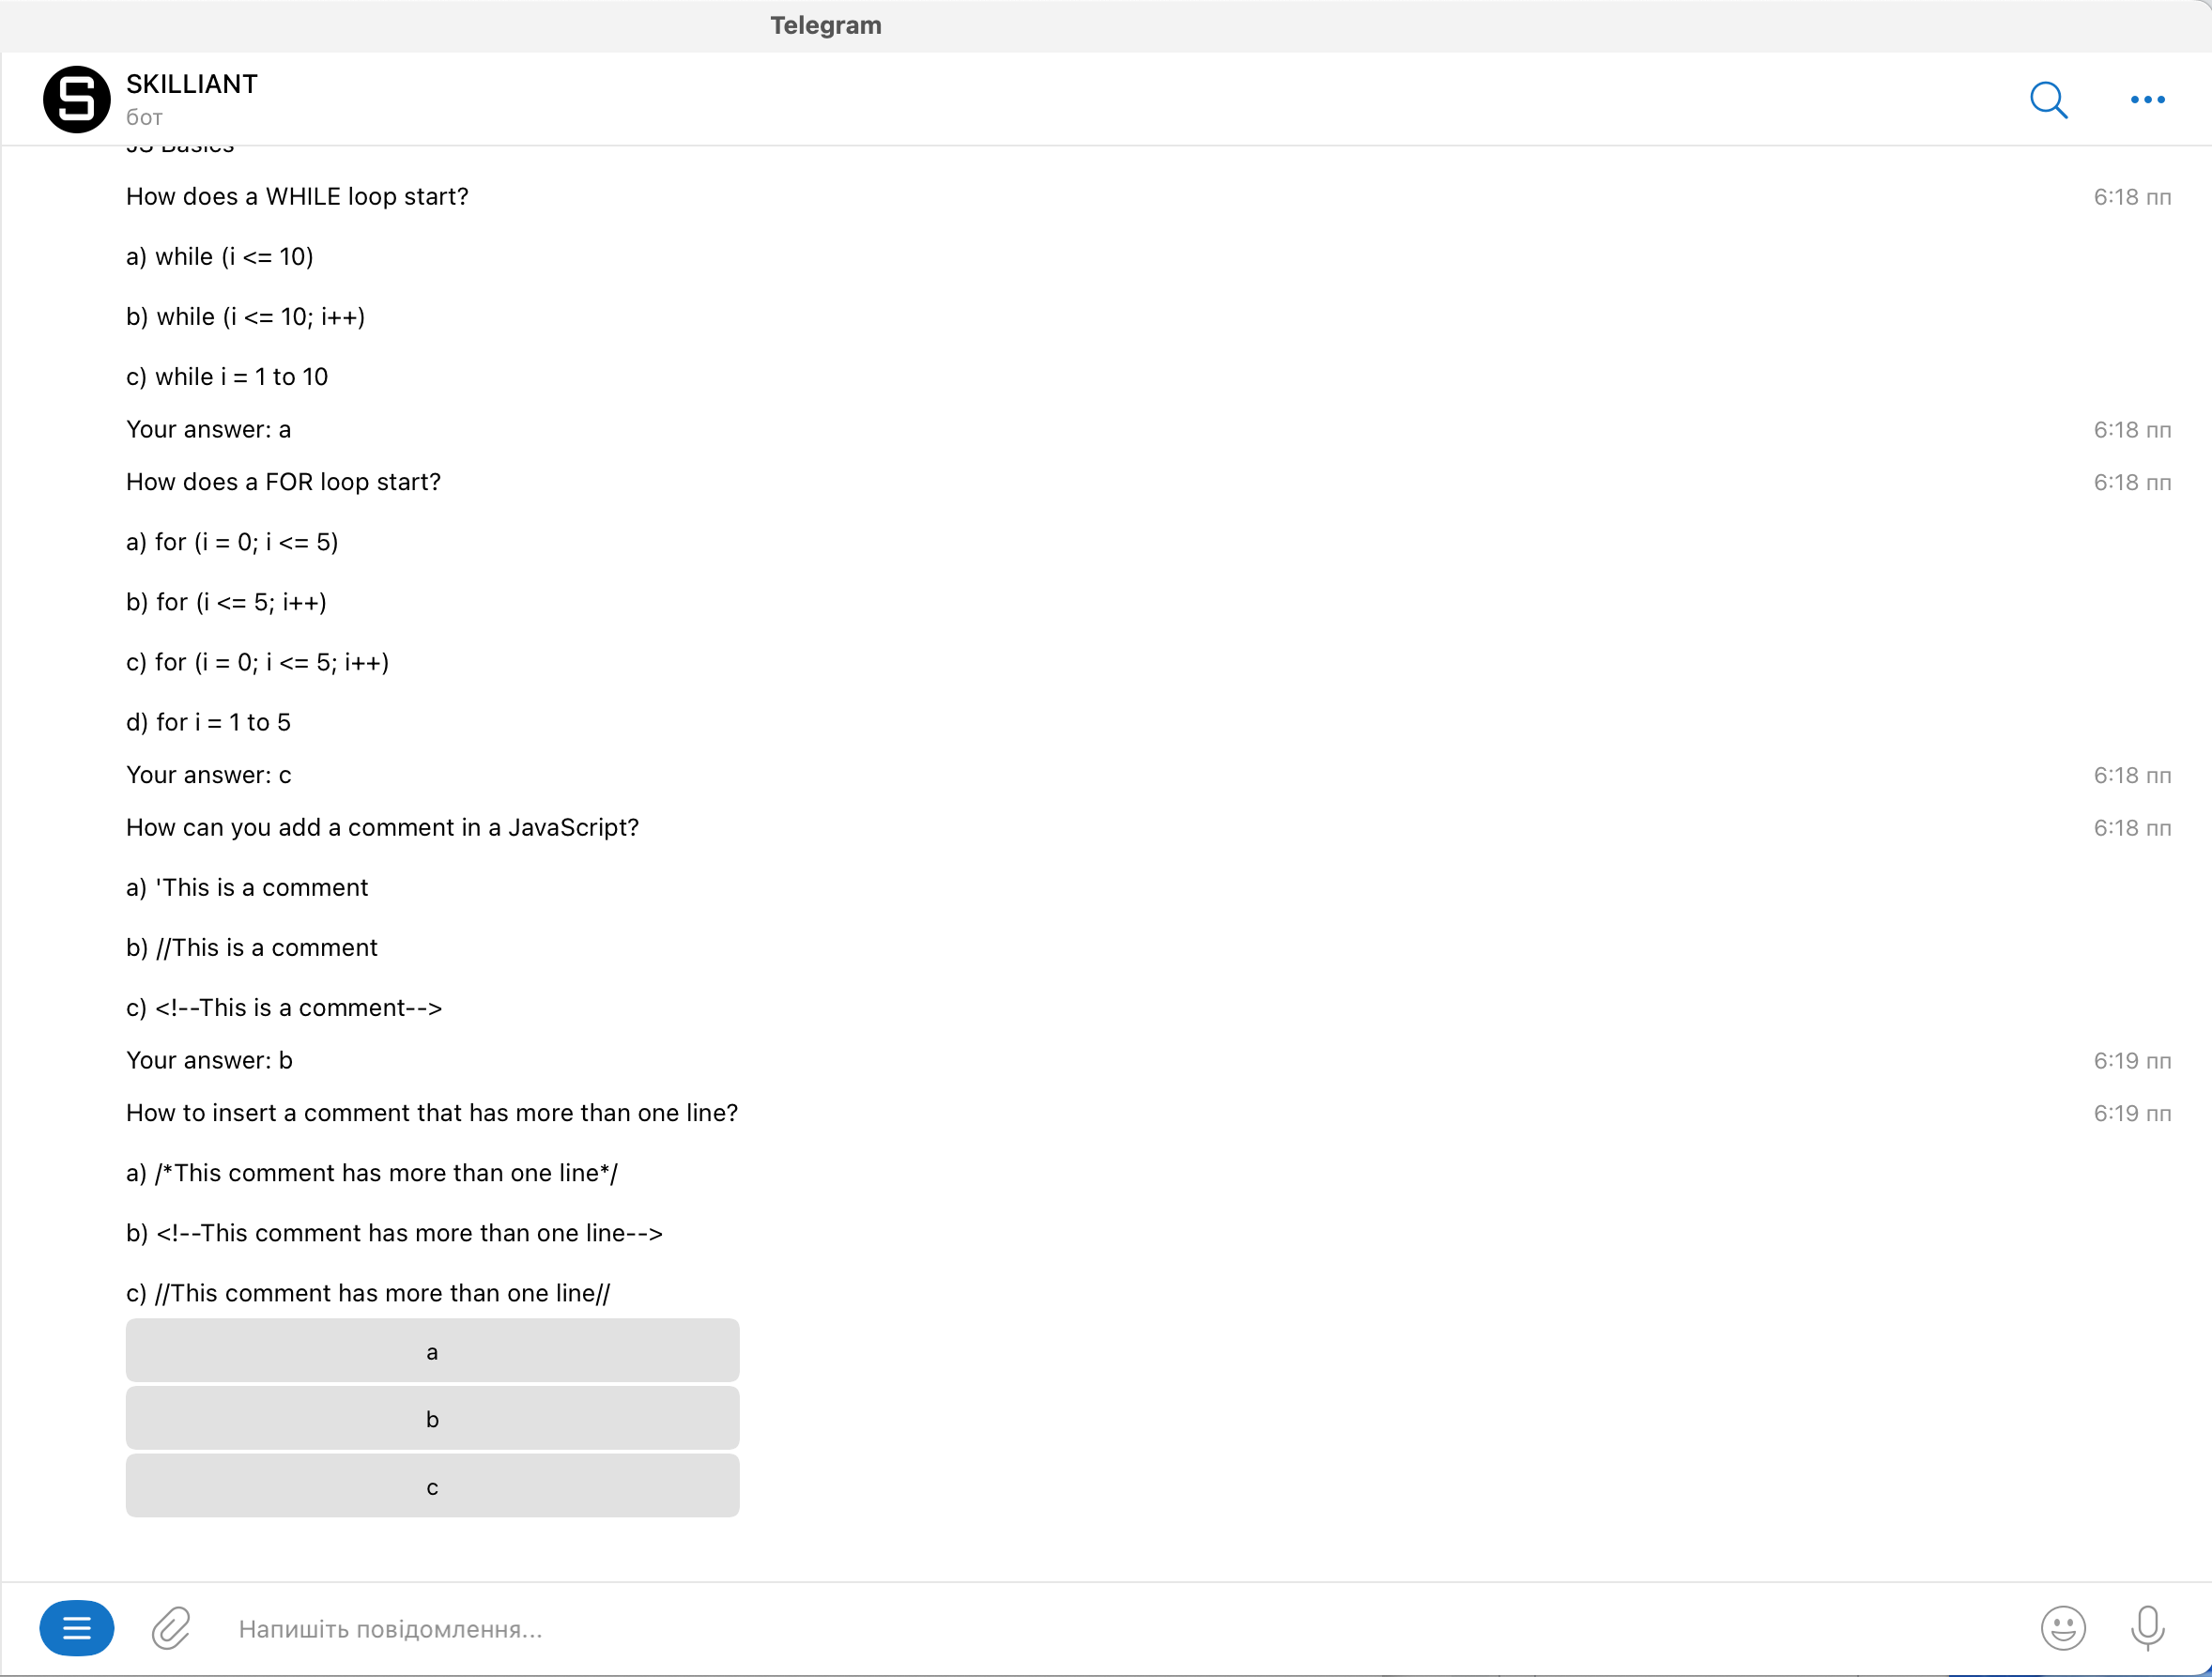 Telegram
SKILLIANT
бот
JS Basics
How does a WHILE loop start?
6:18 пп
a) while (i <= 10)
b) while (i <= 10; i++)
c) while i = 1 to 10
Your answer: a
6:18 пп
How does a FOR loop start?
6:18 пп
a) for (i = 0; i <= 5)
b) for (i <= 5; i++)
c) for (i = 0; i <= 5; i++)
d) for i = 1 to 5
Your answer: c
6:18 пп
How can you add a comment in a JavaScript?
6:18 пп
a) 'This is a comment
b) //This is a comment
c) <!--This is a comment-->
Your answer: b
6:19 пп
How to insert a comment that has more than one line?
6:19 пп
a) /*This comment has more than one line*/
b) <!--This comment has more than one line-->
c) //This comment has more than one line//
a
b
c
Напишіть повідомлення...